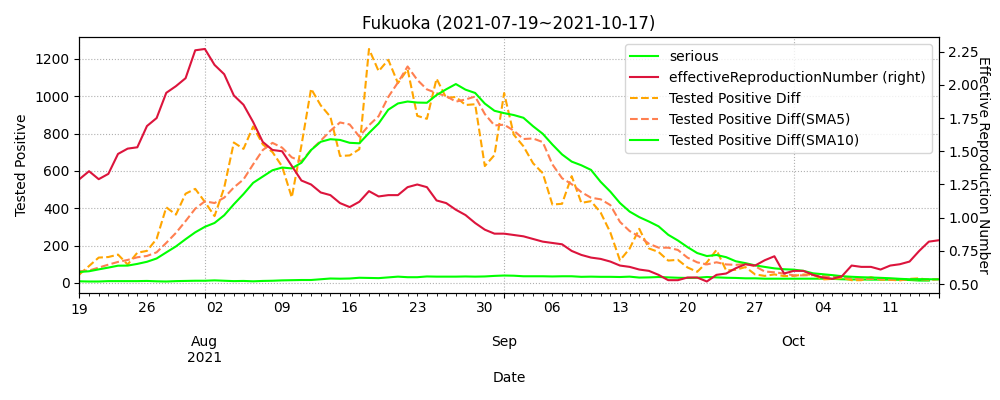 Fukuoka (2021-07-19~2021-10-17)
serious
effectiveReproductionNumber (right)
Tested Positive Diff
Tested Positive Diff(SMA5)
Tested Positive Diff(SMA10)
Tested Positive
1200
1000
800
600
400
200
0
2.25
2.00
1.75
1.50
1.25
1.00
0.75
0.50
Effective Reproduction Number
19 26 02 09 16 23 30 06 13 20 27 04 11
Aug Sep Oct
2021
Date